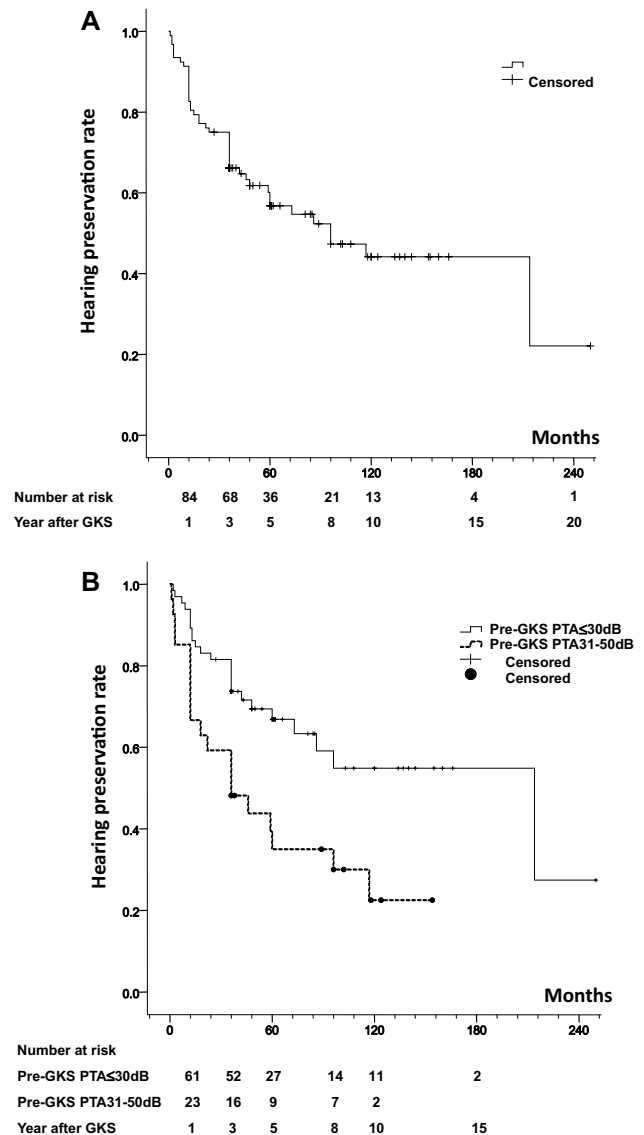 A
Hearing preservation rate
1.0
0.8
0.6
0.4
0.2
0.0
Censored
Months
0 60 120 180 240
Number at risk 84 68 36 21 13 4 1
Year after GKS 1 3 5 8 10 15 20
B
Hearing preservation rate
1.0
0.8
0.6
0.4
0.2
0.0
Pre-GKS PTA≤30dB
Pre-GKS PTA31-50dB
Censored
Censored
Months
0 60 120 180 240
Number at risk
Pre-GKS PTA≤30dB 61 52 27 14 11 2
Pre-GKS PTA31-50dB 23 16 9 7 2
Year after GKS 1 3 5 8 10 15